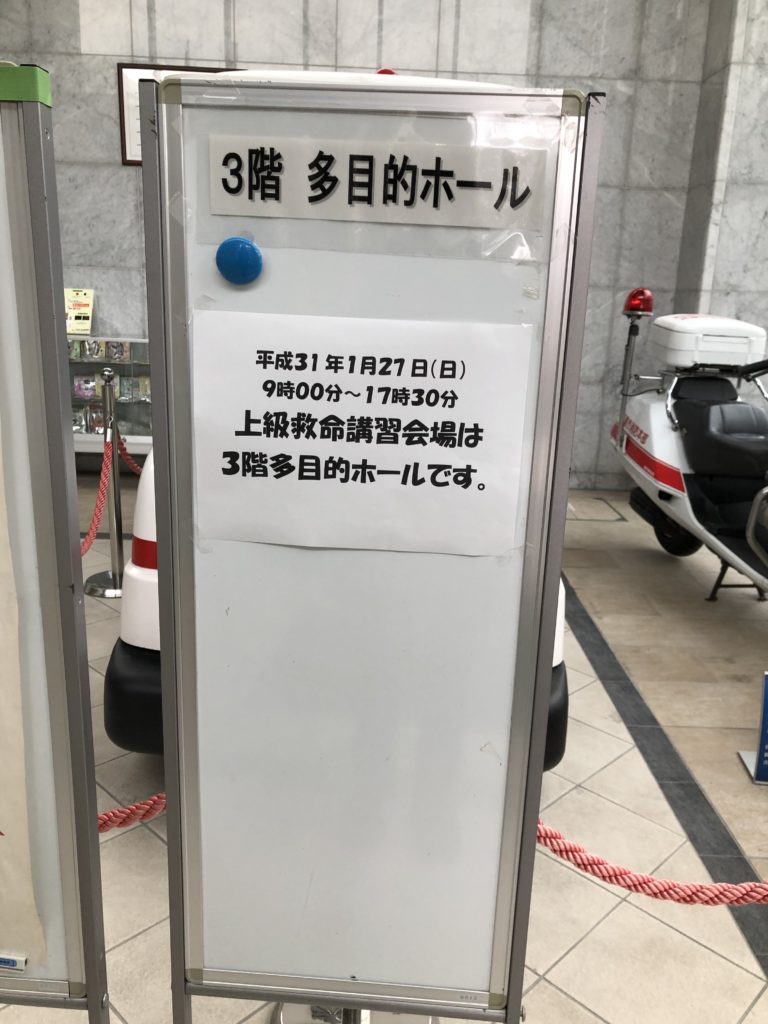 3階 多目的ホール
平成31年1月27日(日)
9時00分～17時30分
上級救命講習会場は
3階多目的ホールです。